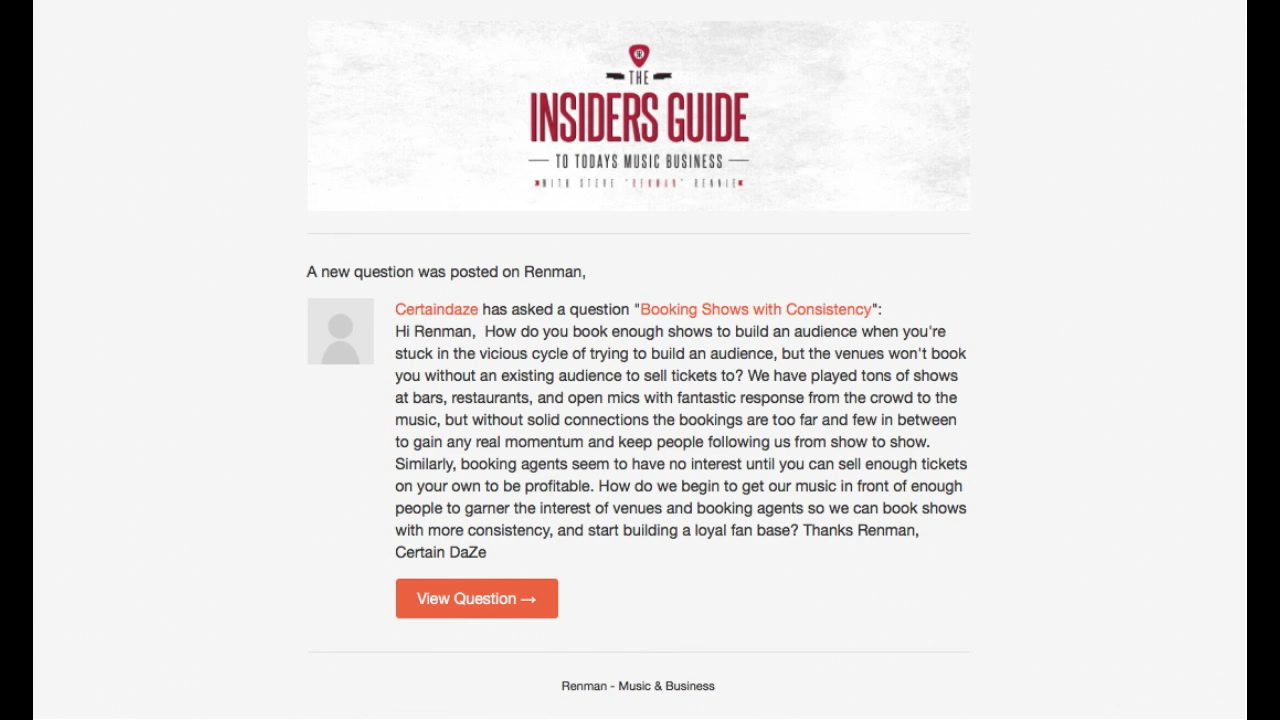 THE
INSIDERS GUIDE
TO TODAYS MUSIC BUSINESS
WITH STEVE "RENMAN" RENNIE
A new question was posted on Renman,
Certaindaze has asked a question "Booking Shows with Consistency":
Hi Renman,  How do you book enough shows to build an audience when you're
stuck in the vicious cycle of trying to build an audience, but the venues won't book
you without an existing audience to sell tickets to? We have played tons of shows
at bars, restaurants, and open mics with fantastic response from the crowd to the
music, but without solid connections the bookings are too far and few in between
to gain any real momentum and keep people following us from show to show.
Similarly, booking agents seem to have no interest until you can sell enough tickets
on your own to be profitable. How do we begin to get our music in front of enough
people to garner the interest of venues and booking agents so we can book shows
with more consistency, and start building a loyal fan base? Thanks Renman,
Certain DaZe
View Question →
Renman - Music & Business